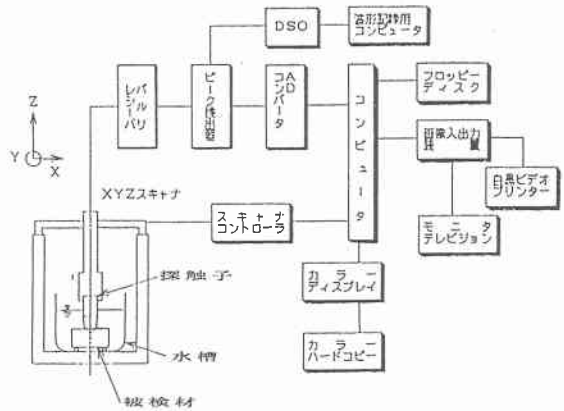 DSO
波形記録用
コンピュータ
パルサ
レシーバ
ピーク検出器
AD
コンバータ
コンピュータ
フロッピー
ディスク
画像入出力
装置
白黒ビデオ
プリンター
モニタ
テレビジョン
Z
Y
X
XYZスキャナ
スキャナ
コントローラ
カラー
ディスプレイ
カラー
ハードコピー
探触子
水槽
被検材